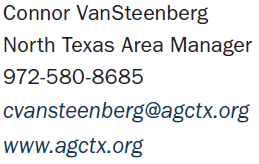 Connor VanSteenberg
North Texas Area Manager
972-580-8685
cvansteenberg@agctx.org
www.agctx.org